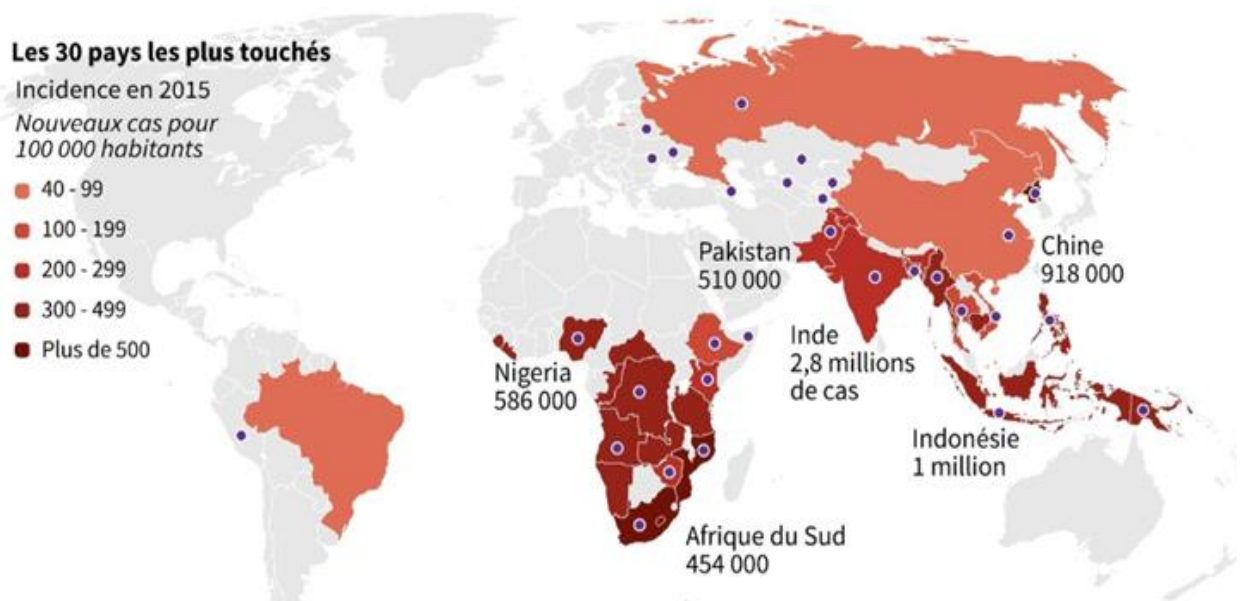 Les 30 pays les plus touchés
Incidence en 2015
Nouveaux cas pour
100 000 habitants
40 - 99
100 - 199
200 - 299
300 - 499
Plus de 500
Pakistan
510 000
Chine
918 000
Inde
2,8 millions
de cas
Nigeria
586 000
Indonésie
1 million
Afrique du Sud
454 000